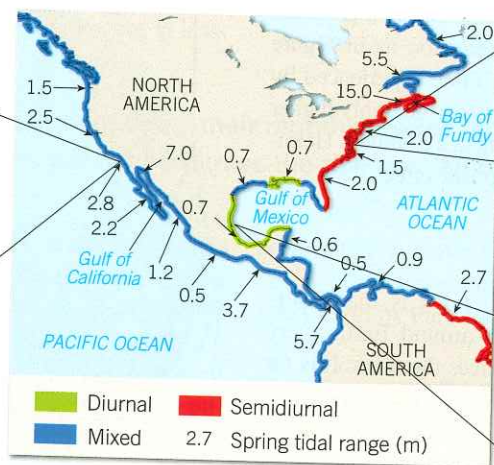 2.0
5.5
1.5
NORTH
AMERICA
15.0
Bay of
Fundy
2.5
2.0
7.0
0.7
0.7
1.5
2.0
2.8
2.2
0.7
Gulf of
Mexico
ATLANTIC
OCEAN
Gulf of
California
1.2
0.6
0.5
0.9
0.5
3.7
2.7
5.7
PACIFIC OCEAN
SOUTH
AMERICA
Diurnal
Semidiurnal
Mixed
2.7 Spring tidal range (m)